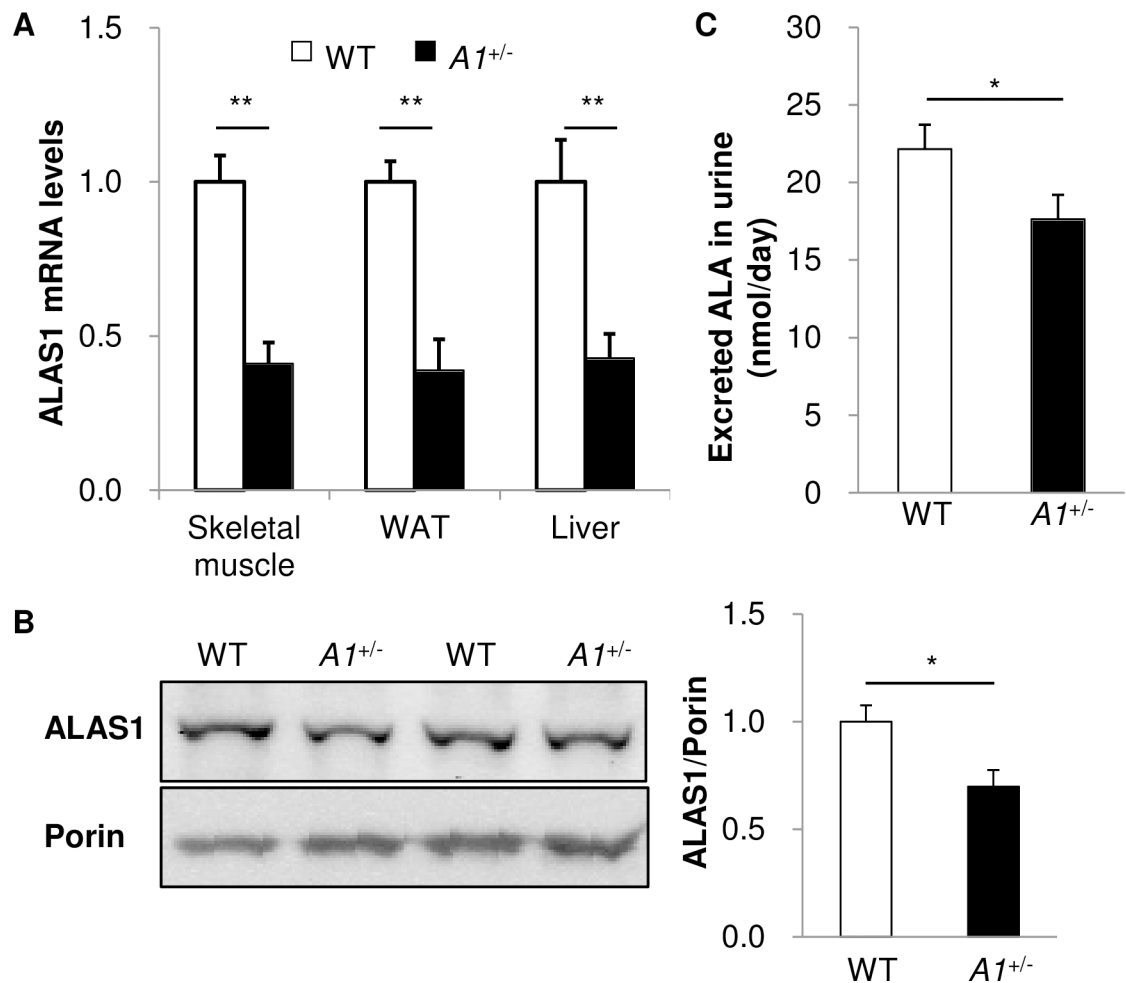 A
1.5
1.0
0.5
0.0
ALAS1 mRNA levels
WT
A1+/-
**
**
**
Skeletal
muscle
WAT
Liver
C
30
25
20
15
10
5
0
Excreted ALA in urine
(nmol/day)
*
WT
A1+/-
B
WT A1+/- WT A1+/-
ALAS1
Porin
1.5
1.0
0.5
0.0
ALAS1/Porin
*
WT
A1+/-